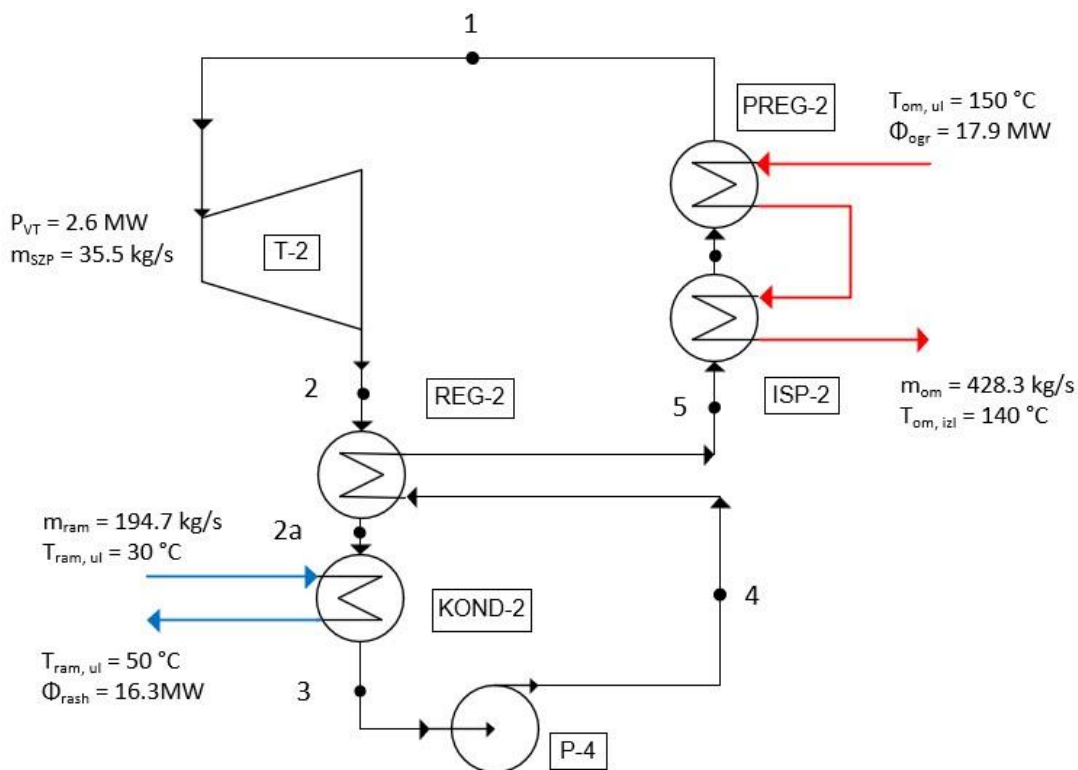 1
PREG-2
T_om, ul = 150 °C
Φ_ogr = 17.9 MW
P_VT = 2.6 MW
m_SZP = 35.5 kg/s
T-2
2
REG-2
5
ISP-2
m_om = 428.3 kg/s
T_om, izl = 140 °C
m_ram = 194.7 kg/s
T_ram, ul = 30 °C
2a
KOND-2
4
T_ram, ul = 50 °C
Φ_rash = 16.3MW
3
P-4